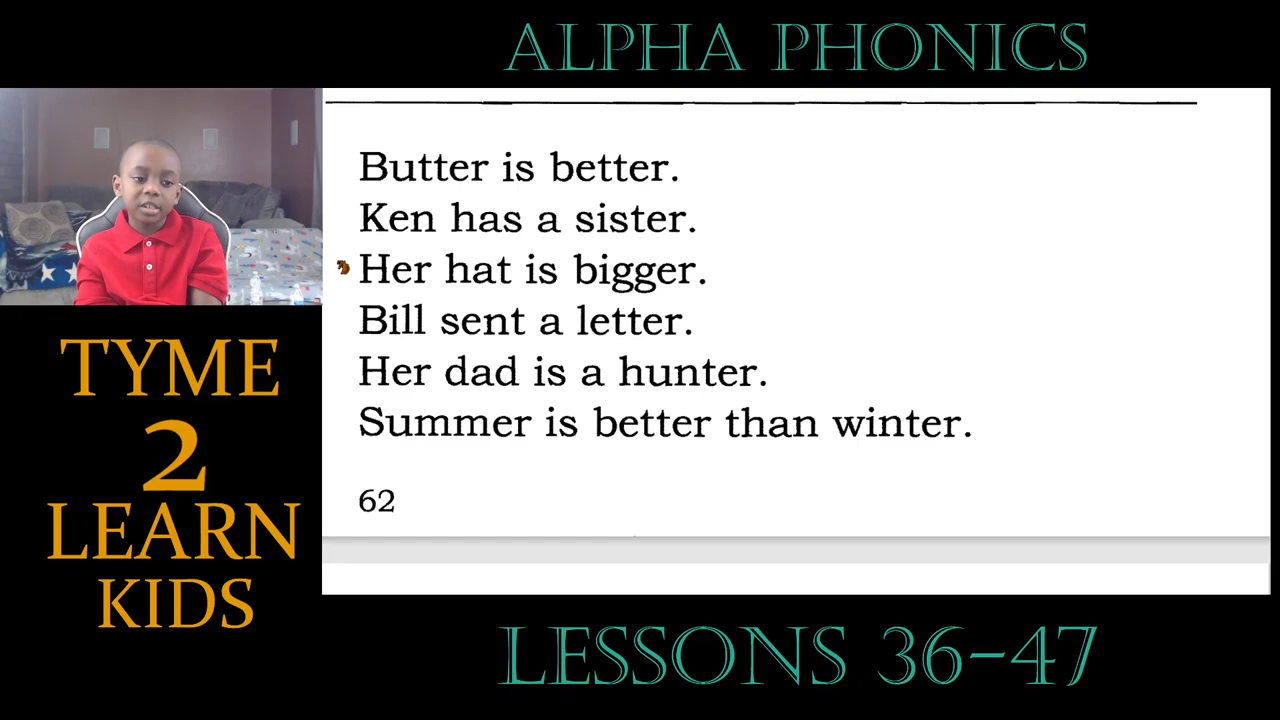 ALPHA PHONICS
Butter is better.
Ken has a sister.
Her hat is bigger.
Bill sent a letter.
Her dad is a hunter.
Summer is better than winter.
62
TYME
2
LEARN
KIDS
LESSONS 36-47